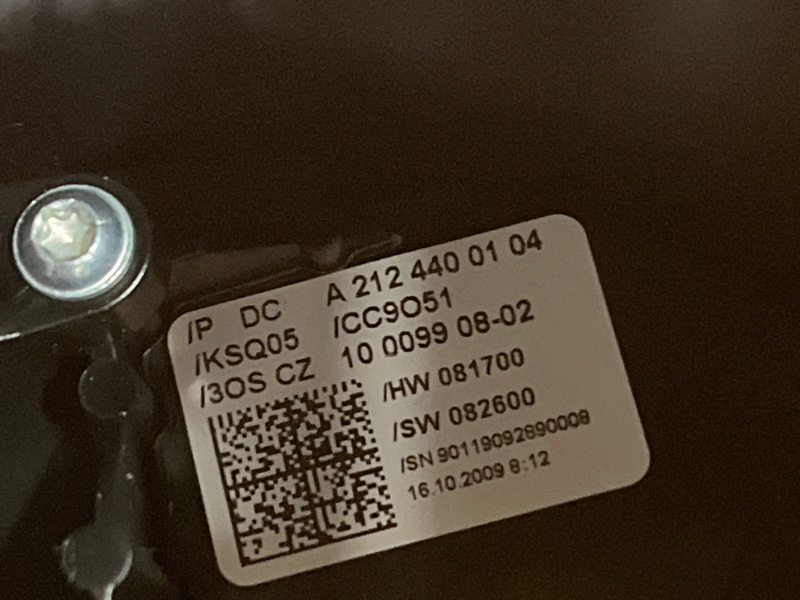 /P DC A 212 440 01 04
/KSQ05 /CC9O51
/3OS CZ 10 0099 08-02
/HW 081700
/SW 082600
/SN 90119092890008
16.10.2009 8:12